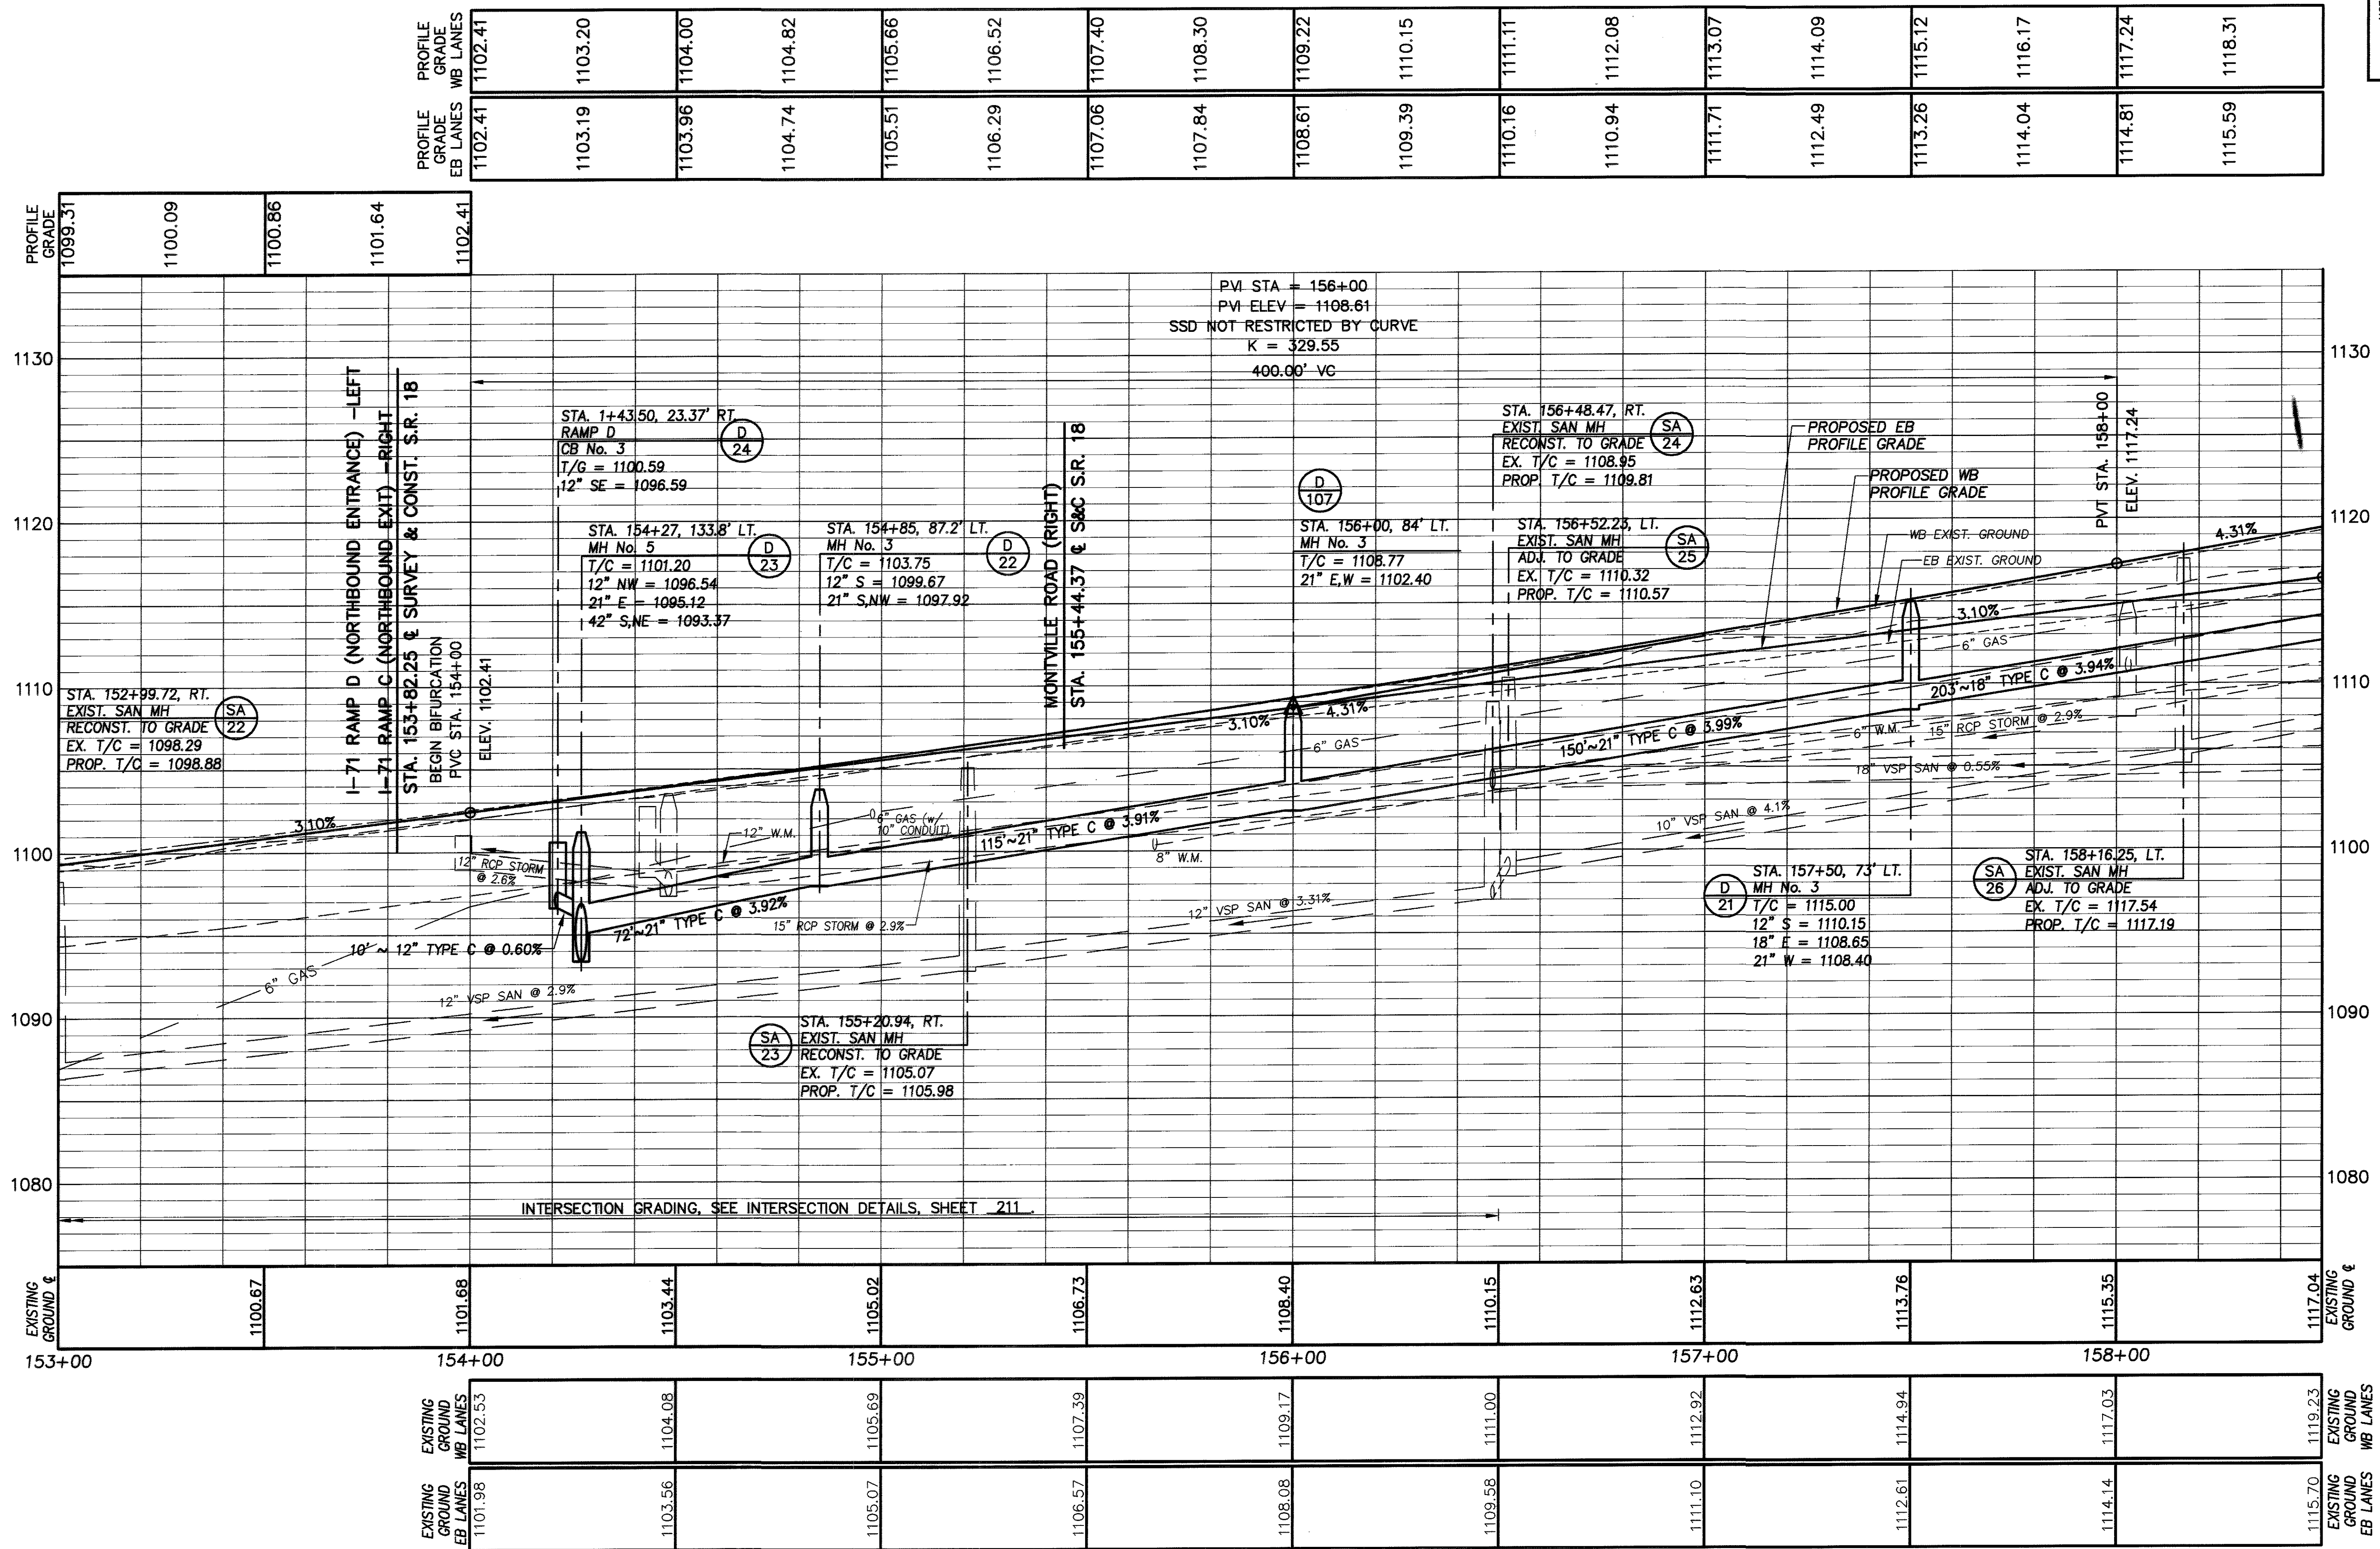 PROFILE
GRADE
WB LANES
1102.41
1103.20
1104.00
1104.82
1105.66
1106.52
1107.40
1108.30
1109.22
1110.15
1111.11
1112.08
1113.07
1114.09
1115.12
1116.17
1117.24
1118.31
PROFILE
GRADE
EB LANES
1102.41
1103.19
1103.96
1104.74
1105.51
1106.29
1107.06
1107.84
1108.61
1109.39
1110.16
1110.94
1111.71
1112.49
1113.26
1114.04
1114.81
1115.59
PROFILE
GRADE
1099.31
1100.09
1100.86
1101.64
1102.41
PVI STA = 156+00
PVI ELEV = 1108.61
SSD NOT RESTRICTED BY CURVE
K = 329.55
400.00' VC
1130
1120
1110
1100
1090
1080
1130
1120
1110
1100
1090
1080
I-71 RAMP D (NORTHBOUND ENTRANCE) -LEFT
I-71 RAMP C (NORTHBOUND EXIT) -RIGHT
STA. 153+82.25 ℄ SURVEY & CONST. S.R. 18
BEGIN BIFURCATION
PVC STA. 154+00
ELEV. 1102.41
STA. 1+43.50, 23.37' RT.
RAMP D
CB No. 3
T/G = 1100.59
12" SE = 1096.59
D
24
STA. 154+27, 133.8' LT.
MH No. 5
T/C = 1101.20
12" NW = 1096.54
21" E = 1095.12
42" S,NE = 1093.37
D
23
STA. 154+85, 87.2' LT.
MH No. 3
T/C = 1103.75
12" S = 1099.67
21" S,NW = 1097.92
D
22
MONTVILLE ROAD (RIGHT)
STA. 155+44.37 ℄ S&C S.R. 18
D
107
STA. 156+00, 84' LT.
MH No. 3
T/C = 1108.77
21" E,W = 1102.40
STA. 156+48.47, RT.
EXIST. SAN MH
RECONST. TO GRADE
EX. T/C = 1108.95
PROP. T/C = 1109.81
SA
24
STA. 156+52.23, LT.
EXIST. SAN MH
ADJ. TO GRADE
EX. T/C = 1110.32
PROP. T/C = 1110.57
SA
25
PROPOSED EB
PROFILE GRADE
PROPOSED WB
PROFILE GRADE
WB EXIST. GROUND
EB EXIST. GROUND
PVT STA. 158+00
ELEV. 1117.24
4.31%
3.10%
6" GAS
203'~18" TYPE C @ 3.94%
STA. 152+99.72, RT.
EXIST. SAN MH
RECONST. TO GRADE
EX. T/C = 1098.29
PROP. T/C = 1098.88
SA
22
3.10%
3.10%
4.31%
6" GAS
150'~21" TYPE C @ 3.99%
6" W.M.
15" RCP STORM @ 2.9%
18" VSP SAN @ 0.55%
10" VSP SAN @ 4.1%
12" RCP STORM
@ 2.6%
12" W.M.
6" GAS (w/
10" CONDUIT)
115'~21" TYPE C @ 3.91%
8" W.M.
12" VSP SAN @ 3.31%
72'~21" TYPE C @ 3.92%
15" RCP STORM @ 2.9%
10' ~ 12" TYPE C @ 0.60%
6" GAS
12" VSP SAN @ 2.9%
STA. 157+50, 73' LT.
MH No. 3
T/C = 1115.00
12" S = 1110.15
18" E = 1108.65
21" W = 1108.40
D
21
STA. 158+16.25, LT.
EXIST. SAN MH
ADJ. TO GRADE
EX. T/C = 1117.54
PROP. T/C = 1117.19
SA
26
STA. 155+20.94, RT.
EXIST. SAN MH
RECONST. TO GRADE
EX. T/C = 1105.07
PROP. T/C = 1105.98
SA
23
INTERSECTION GRADING, SEE INTERSECTION DETAILS, SHEET 211.
EXISTING
GROUND ℄
1100.67
1101.68
1103.44
1105.02
1106.73
1108.40
1110.15
1112.63
1113.76
1115.35
1117.04
EXISTING
GROUND ℄
153+00
154+00
155+00
156+00
157+00
158+00
EXISTING
GROUND
WB LANES
1102.53
1104.08
1105.69
1107.39
1109.17
1111.00
1112.92
1114.94
1117.03
1119.23
EXISTING
GROUND
WB LANES
EXISTING
GROUND
EB LANES
1101.98
1103.56
1105.07
1106.57
1108.08
1109.58
1111.10
1112.61
1114.14
1115.70
EXISTING
GROUND
EB LANES